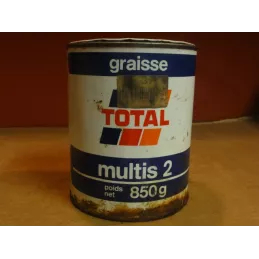 graisse
TOTAL
multis 2
poids
net 850g